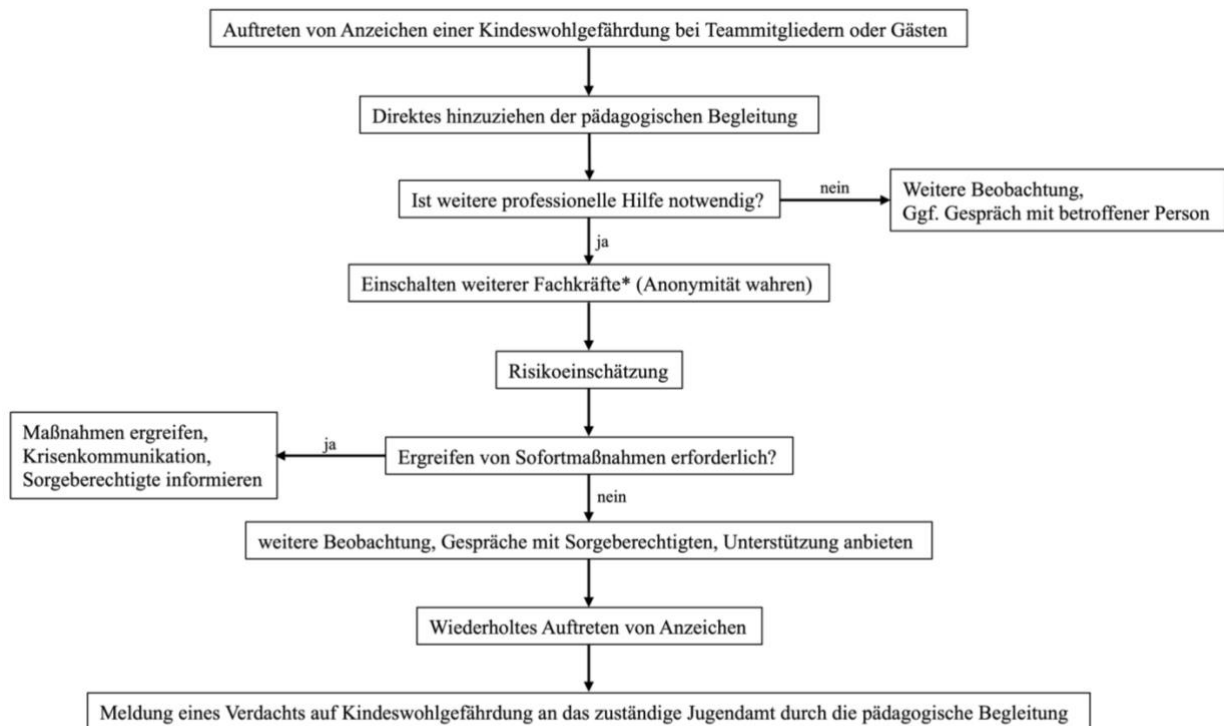 Auftreten von Anzeichen einer Kindeswohlgefährdung bei Teammitgliedern oder Gästen
Direktes hinzuziehen der pädagogischen Begleitung
Ist weitere professionelle Hilfe notwendig?
nein
Weitere Beobachtung,
Ggf. Gespräch mit betroffener Person
ja
Einschalten weiterer Fachkräfte* (Anonymität wahren)
Risikoeinschätzung
Ergreifen von Sofortmaßnahmen erforderlich?
ja
Maßnahmen ergreifen,
Krisenkommunikation,
Sorgeberechtigte informieren
nein
weitere Beobachtung, Gespräche mit Sorgeberechtigten, Unterstützung anbieten
Wiederholtes Auftreten von Anzeichen
Meldung eines Verdachts auf Kindeswohlgefährdung an das zuständige Jugendamt durch die pädagogische Begleitung